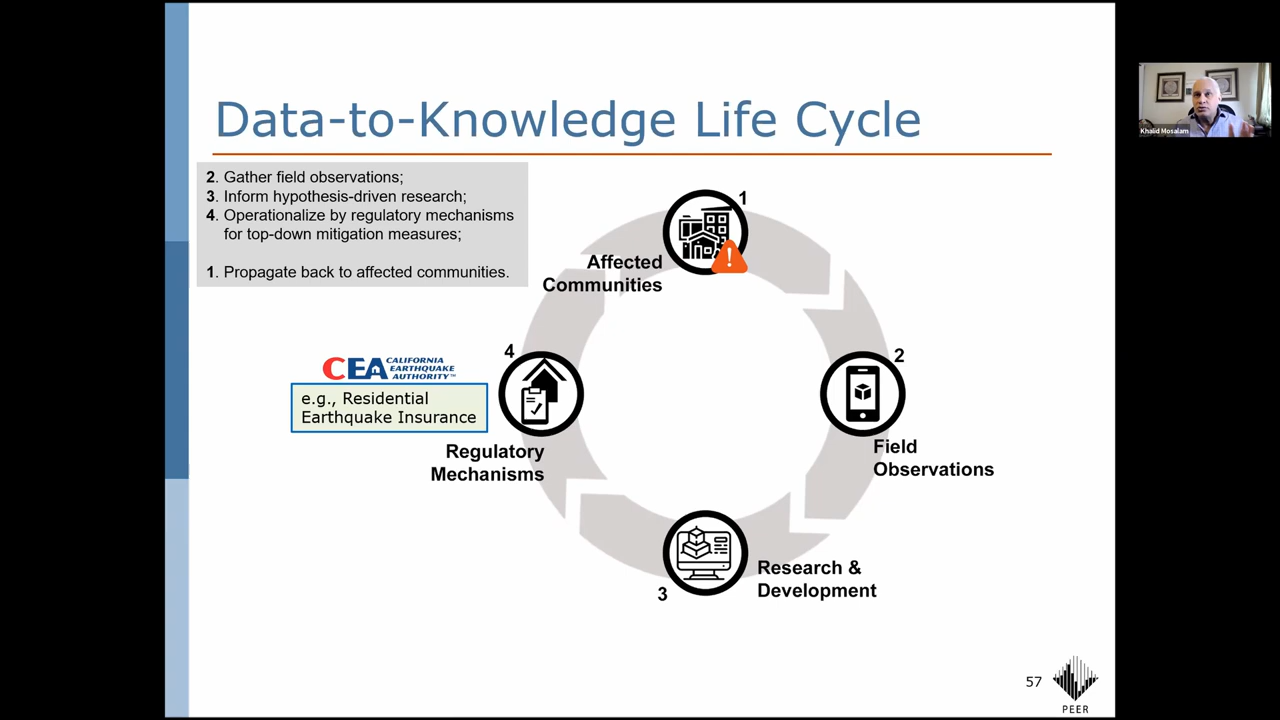 Data-to-Knowledge Life Cycle
2. Gather field observations;
3. Inform hypothesis-driven research;
4. Operationalize by regulatory mechanisms
for top-down mitigation measures;
1. Propagate back to affected communities.
1
Affected
Communities
2
Field
Observations
3
Research &
Development
4
Regulatory
Mechanisms
CEA CALIFORNIA
EARTHQUAKE
AUTHORITY™
e.g., Residential
Earthquake Insurance
57
PEER
Khalid Mosalam